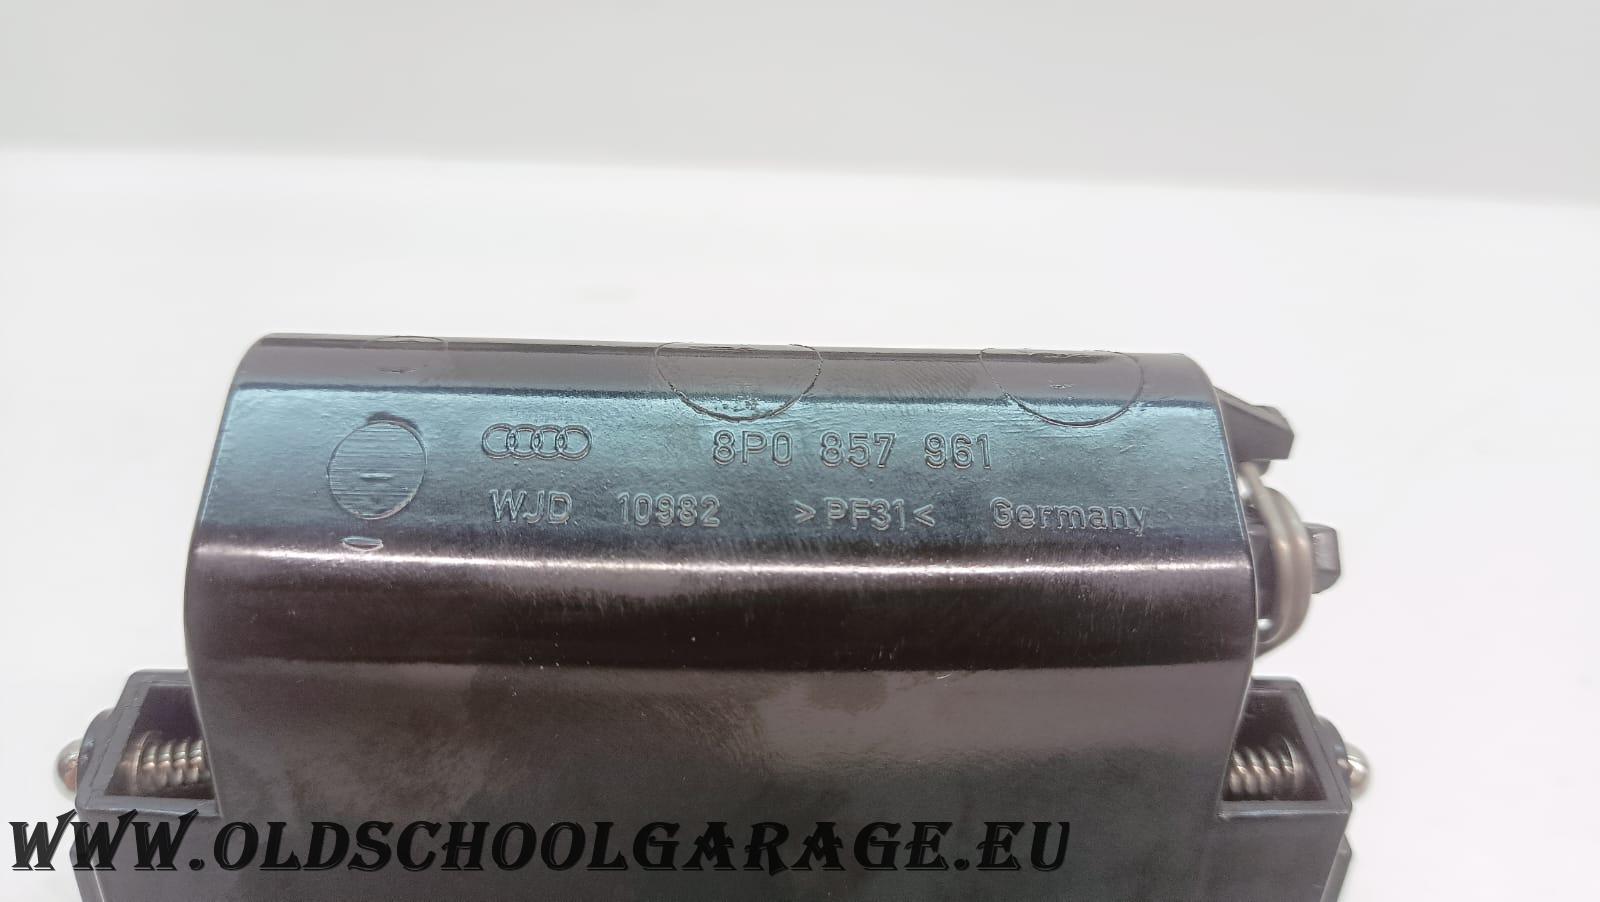 8P0 857 961
WJD 10982 >PF31< Germany
WWW.OLDSCHOOLGARAGE.EU